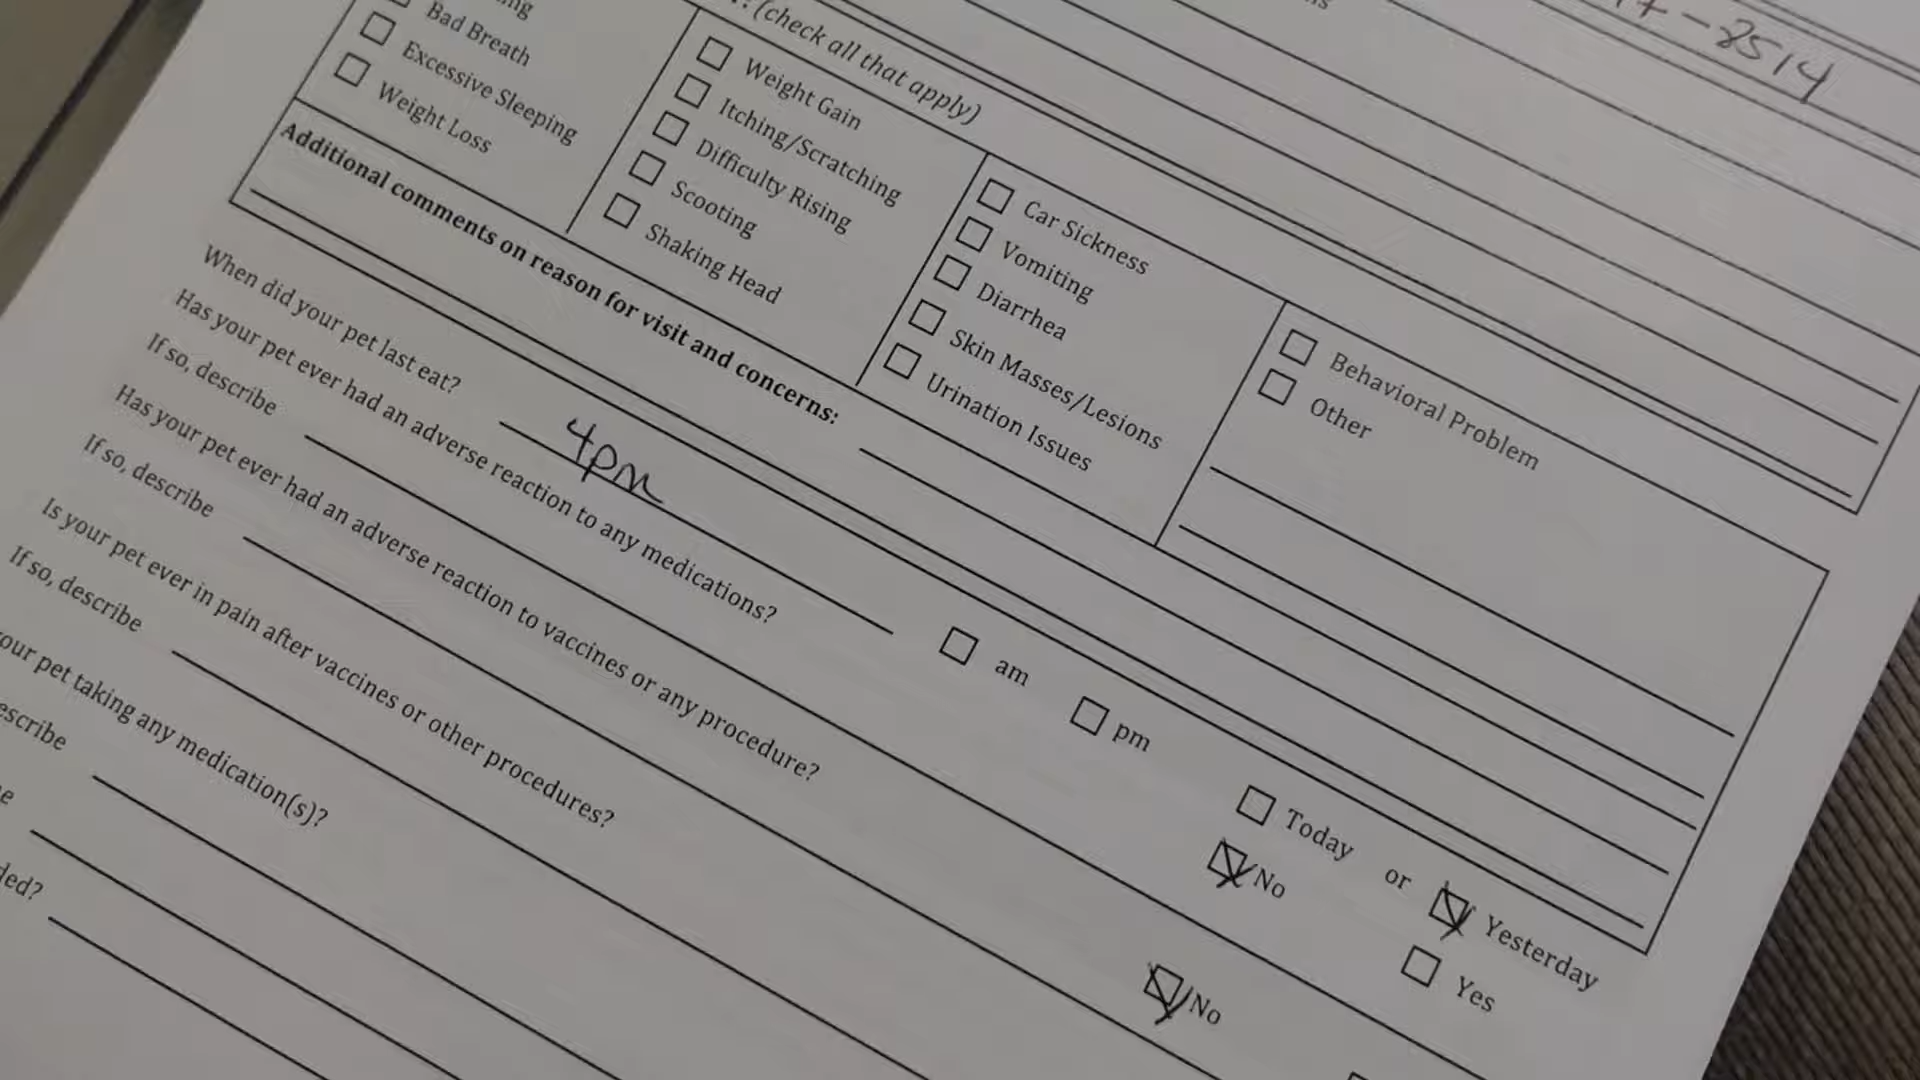 -8514
(check all that apply)
Bad Breath
Excessive Sleeping
Weight Loss
Weight Gain
Itching/Scratching
Difficulty Rising
Scooting
Shaking Head
Car Sickness
Vomiting
Diarrhea
Skin Masses/Lesions
Urination Issues
Behavioral Problem
Other
Additional comments on reason for visit and concerns:
When did your pet last eat? 4pm am pm Today or Yesterday
Has your pet ever had an adverse reaction to any medications? No Yes
If so, describe
Has your pet ever had an adverse reaction to vaccines or any procedure? No
If so, describe
Is your pet ever in pain after vaccines or other procedures?
If so, describe
your pet taking any medication(s)?